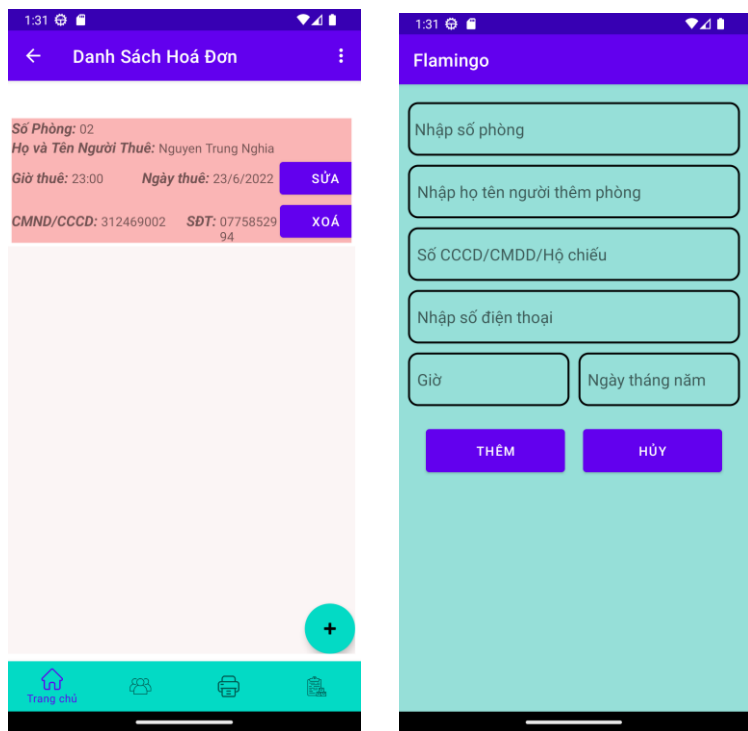 1:31
Danh Sách Hoá Đơn
Số Phòng: 02
Họ và Tên Người Thuê: Nguyen Trung Nghia
Giờ thuê: 23:00 Ngày thuê: 23/6/2022 SỬA
CMND/CCCD: 312469002 SĐT: 07758529
94
XOÁ
+
Trang chủ
1:31
Flamingo
Nhập số phòng
Nhập họ tên người thêm phòng
Số CCCD/CMDD/Hộ chiếu
Nhập số điện thoại
Giờ Ngày tháng năm
THÊM HỦY